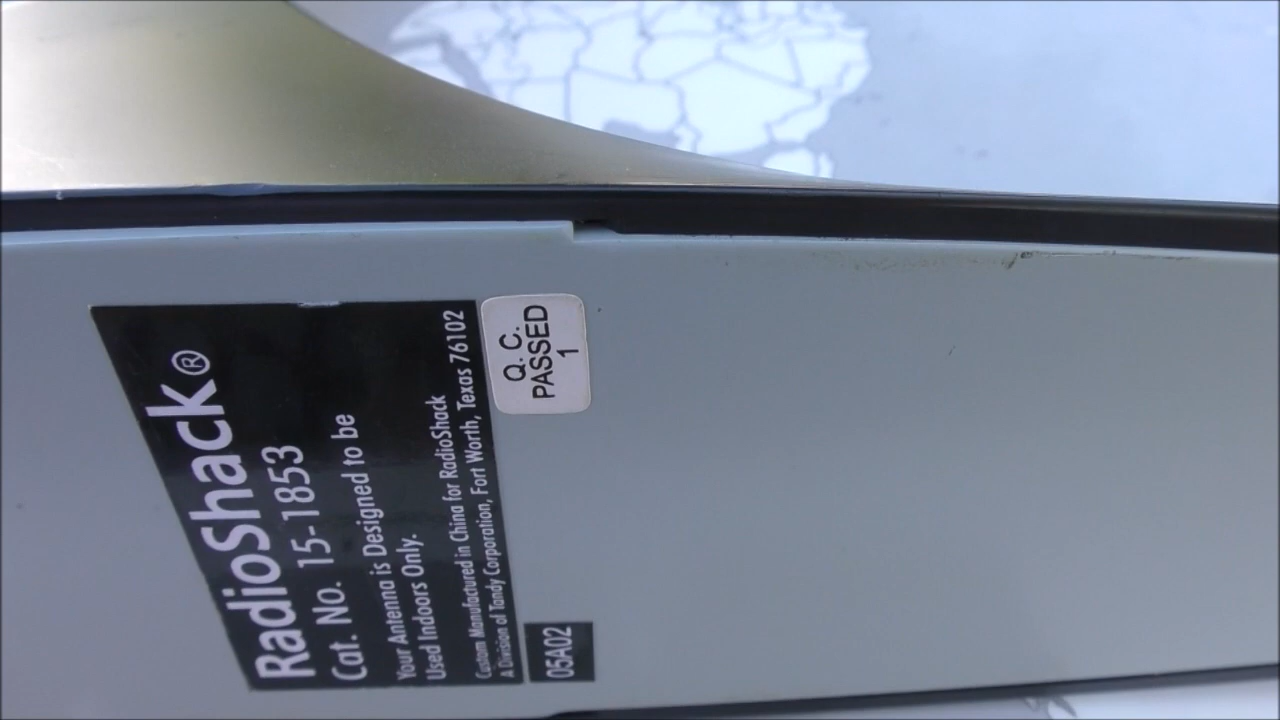 RadioShack®
Cat. No. 15-1853
Your Antenna is Designed to be
Used Indoors Only.
Custom Manufactured in China for RadioShack
A Division of Tandy Corporation, Fort Worth, Texas 76102
Q. C.
PASSED
1
05A02